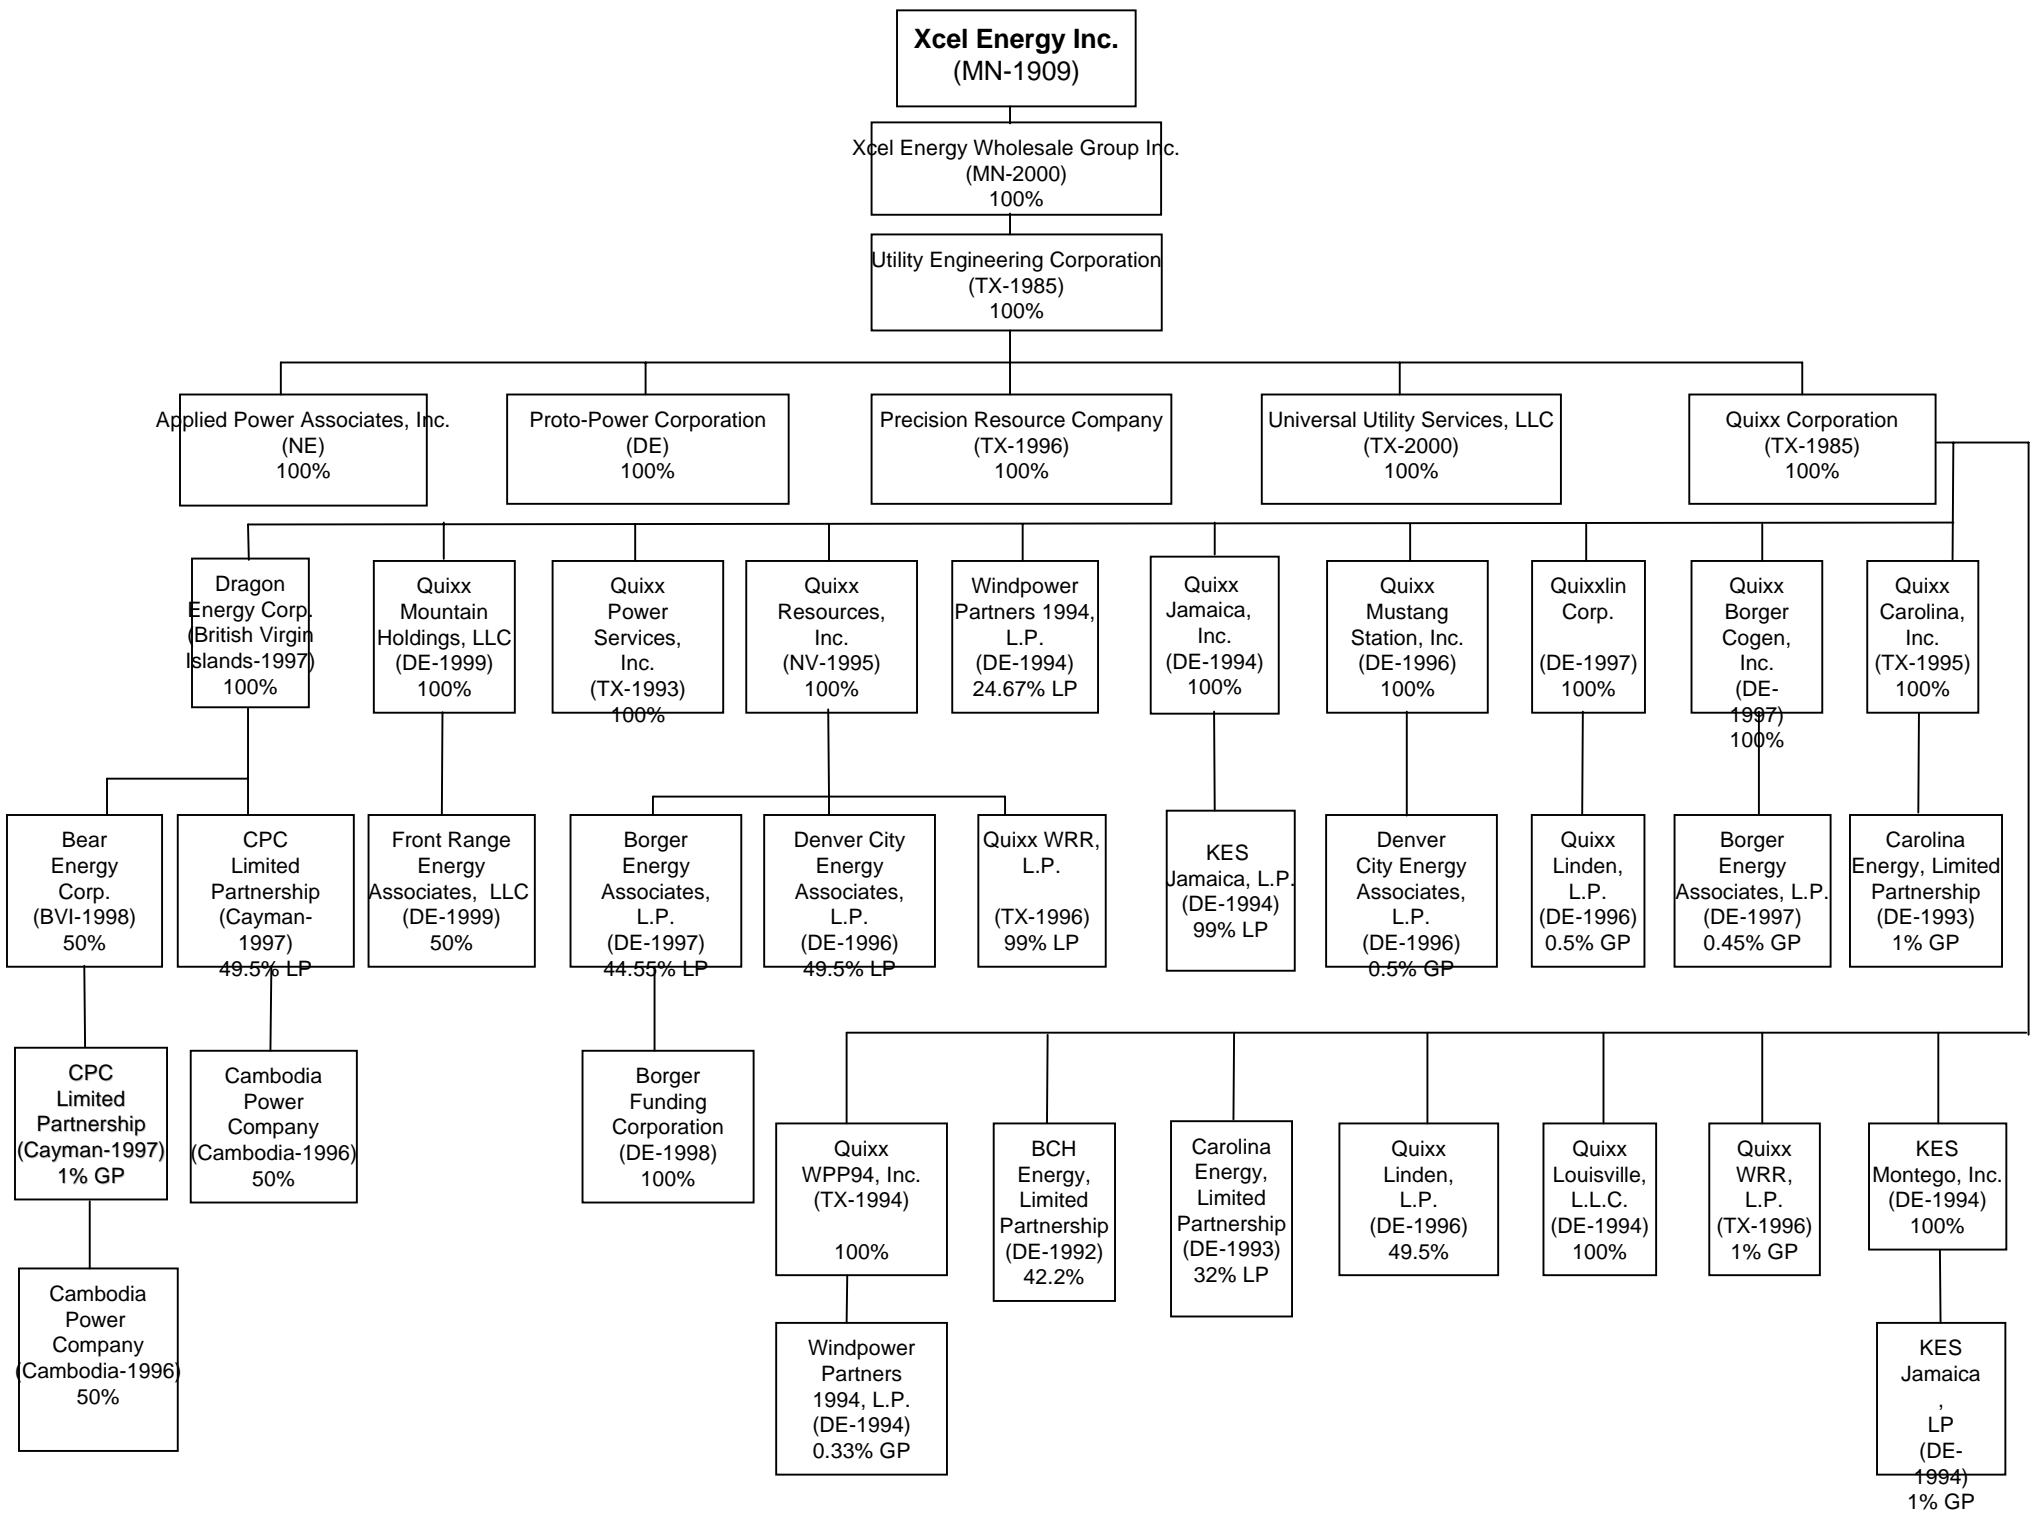 Xcel Energy Inc.
(MN-1909)
Xcel Energy Wholesale Group Inc.
(MN-2000)
100%
Utility Engineering Corporation
(TX-1985)
100%
Applied Power Associates, Inc.
(NE)
100%
Proto-Power Corporation
(DE)
100%
Precision Resource Company
(TX-1996)
100%
Universal Utility Services, LLC
(TX-2000)
100%
Quixx Corporation
(TX-1985)
100%
Dragon
Energy Corp.
(British Virgin
Islands-1997)
100%
Quixx
Mountain
Holdings, LLC
(DE-1999)
100%
Quixx
Power
Services,
Inc.
(TX-1993)
100%
Quixx
Resources,
Inc.
(NV-1995)
100%
Windpower
Partners 1994,
L.P.
(DE-1994)
24.67% LP
Quixx
Jamaica,
Inc.
(DE-1994)
100%
Quixx
Mustang
Station, Inc.
(DE-1996)
100%
Quixxlin
Corp.
(DE-1997)
100%
Quixx
Borger
Cogen,
Inc.
(DE-
1997)
100%
Quixx
Carolina,
Inc.
(TX-1995)
100%
Bear
Energy
Corp.
(BVI-1998)
50%
CPC
Limited
Partnership
(Cayman-
1997)
49.5% LP
Front Range
Energy
Associates, LLC
(DE-1999)
50%
Borger
Energy
Associates,
L.P.
(DE-1997)
44.55% LP
Denver City
Energy
Associates,
L.P.
(DE-1996)
49.5% LP
Quixx WRR,
L.P.
(TX-1996)
99% LP
KES
Jamaica, L.P.
(DE-1994)
99% LP
Denver
City Energy
Associates,
L.P.
(DE-1996)
0.5% GP
Quixx
Linden,
L.P.
(DE-1996)
0.5% GP
Borger
Energy
Associates, L.P.
(DE-1997)
0.45% GP
Carolina
Energy, Limited
Partnership
(DE-1993)
1% GP
CPC
Limited
Partnership
(Cayman-1997)
1% GP
Cambodia
Power
Company
(Cambodia-1996)
50%
Borger
Funding
Corporation
(DE-1998)
100%
Quixx
WPP94, Inc.
(TX-1994)
100%
BCH
Energy,
Limited
Partnership
(DE-1992)
42.2%
Carolina
Energy,
Limited
Partnership
(DE-1993)
32% LP
Quixx
Linden,
L.P.
(DE-1996)
49.5%
Quixx
Louisville,
L.L.C.
(DE-1994)
100%
Quixx
WRR,
L.P.
(TX-1996)
1% GP
KES
Montego, Inc.
(DE-1994)
100%
Cambodia
Power
Company
(Cambodia-1996)
50%
Windpower
Partners
1994, L.P.
(DE-1994)
0.33% GP
KES
Jamaica
,
LP
(DE-
1994)
1% GP